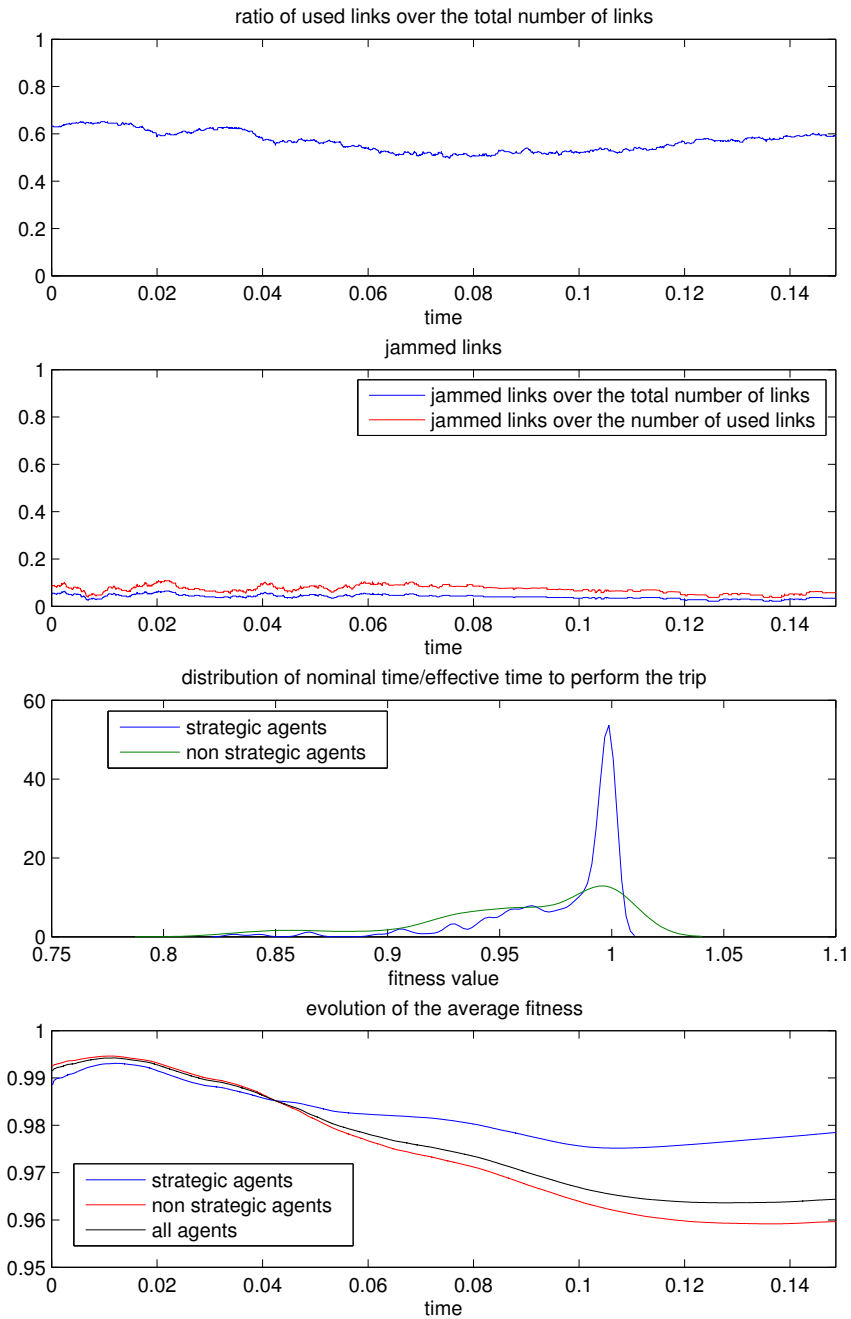 ratio of used links over the total number of links
1
0.8
0.6
0.4
0.2
0
0 0.02 0.04 0.06 0.08 0.1 0.12 0.14
time
jammed links
1
0.8
0.6
0.4
0.2
0
jammed links over the total number of links
jammed links over the number of used links
0 0.02 0.04 0.06 0.08 0.1 0.12 0.14
time
distribution of nominal time/effective time to perform the trip
60
40
20
0
strategic agents
non strategic agents
0.75 0.8 0.85 0.9 0.95 1 1.05 1.1
fitness value
evolution of the average fitness
1
0.99
0.98
0.97
0.96
0.95
strategic agents
non strategic agents
all agents
0 0.02 0.04 0.06 0.08 0.1 0.12 0.14
time